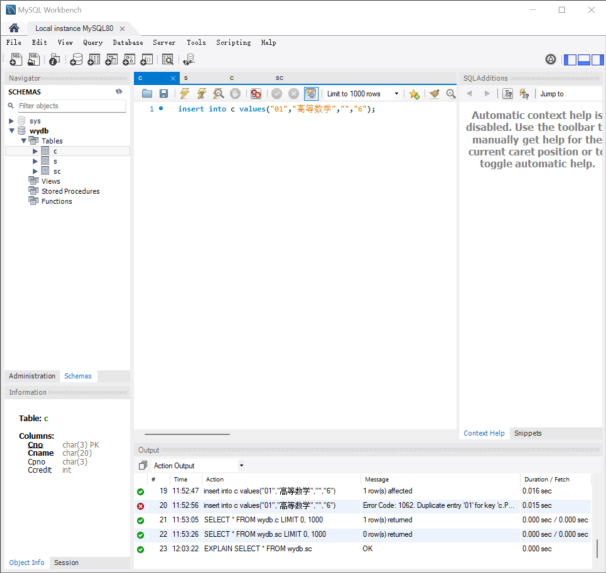 MySQL Workbench
Local instance MySQL80
File Edit View Query Database Server Tools Scripting Help
Navigator
SCHEMAS
Filter objects
sys
wydb
Tables
c
s
sc
Views
Stored Procedures
Functions
Administration Schemas
Information
Table: c
Columns:
Cno char(3) PK
Cname char(20)
Cpno char(3)
Ccredit int
Object Info Session
c s c sc
Limit to 1000 rows
1 insert into c values("01","高等数学","","6");
SQLAdditions
Jump to
Automatic context help is
disabled. Use the toolbar t
manually get help for the
current caret position or to
toggle automatic help.
Context Help Snippets
Output
Action Output
# Time Action Message Duration / Fetch
19 11:52:47 insert into c values("01","高等数学","","6") 1 row(s) affected 0.016 sec
20 11:52:56 insert into c values("01","高等数学","","6") Error Code: 1062. Duplicate entry '01' for key 'c.P... 0.015 sec
21 11:53:05 SELECT * FROM wydb.c LIMIT 0, 1000 1 row(s) returned 0.000 sec / 0.000 sec
22 11:53:26 SELECT * FROM wydb.sc LIMIT 0, 1000 0 row(s) returned 0.000 sec / 0.000 sec
23 12:03:22 EXPLAIN SELECT * FROM wydb.sc OK 0.000 sec